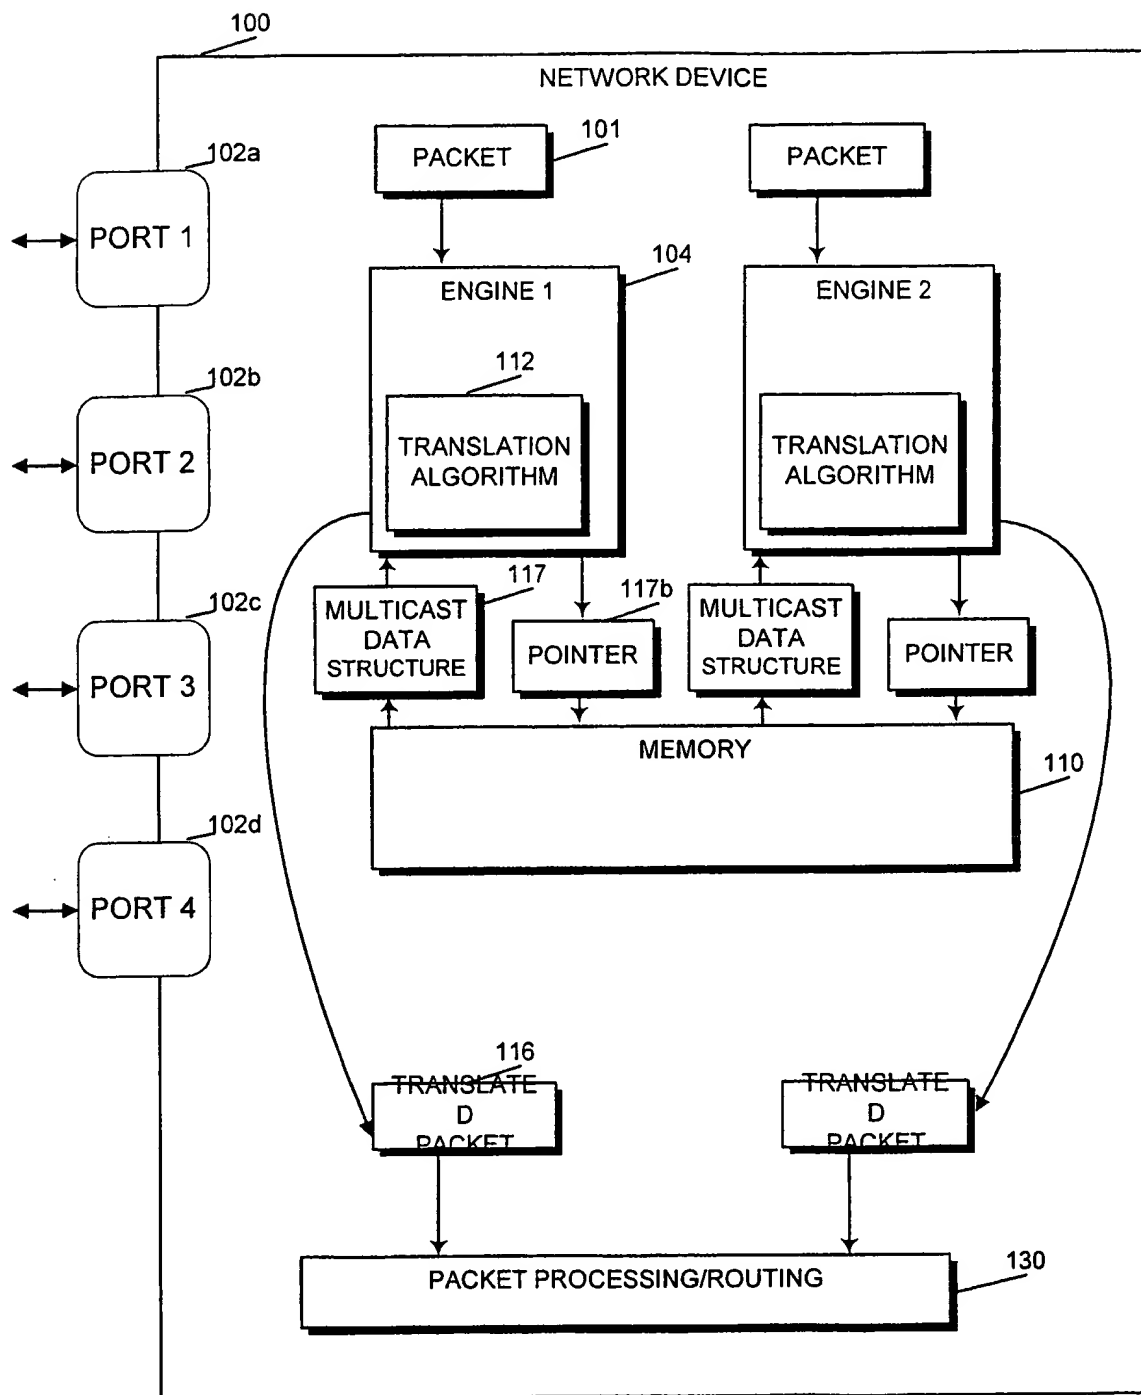 100
NETWORK DEVICE
101
PACKET
PACKET
102a
PORT 1
104
ENGINE 1
ENGINE 2
112
102b
TRANSLATION
ALGORITHM
TRANSLATION
ALGORITHM
PORT 2
117
117b
MULTICAST
DATA
STRUCTURE
POINTER
MULTICAST
DATA
STRUCTURE
POINTER
102c
PORT 3
MEMORY
110
102d
PORT 4
116
TRANSLATE
D
PACKET
TRANSLATE
D
PACKET
PACKET PROCESSING/ROUTING
130